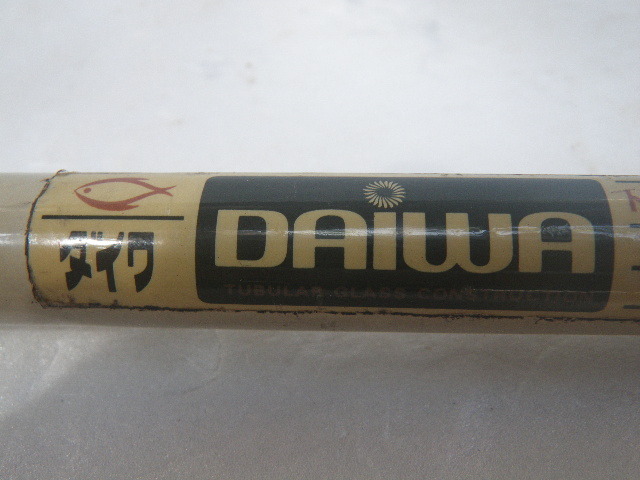 ダイワ
DAIWA
TUBULAR GLASS CONSTRUCTION